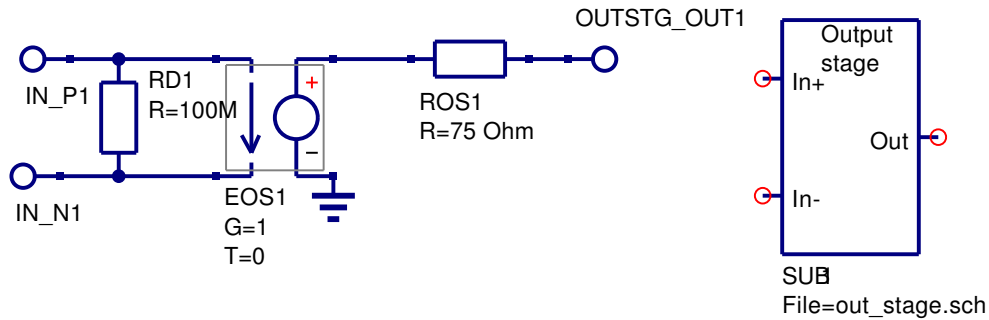 OUTSTG_OUT1
IN_P1
RD1
R=100M
+
−
ROS1
R=75 Ohm
IN_N1
EOS1
G=1
T=0
Output
stage
In+
Out
In-
File=out_stage.sch